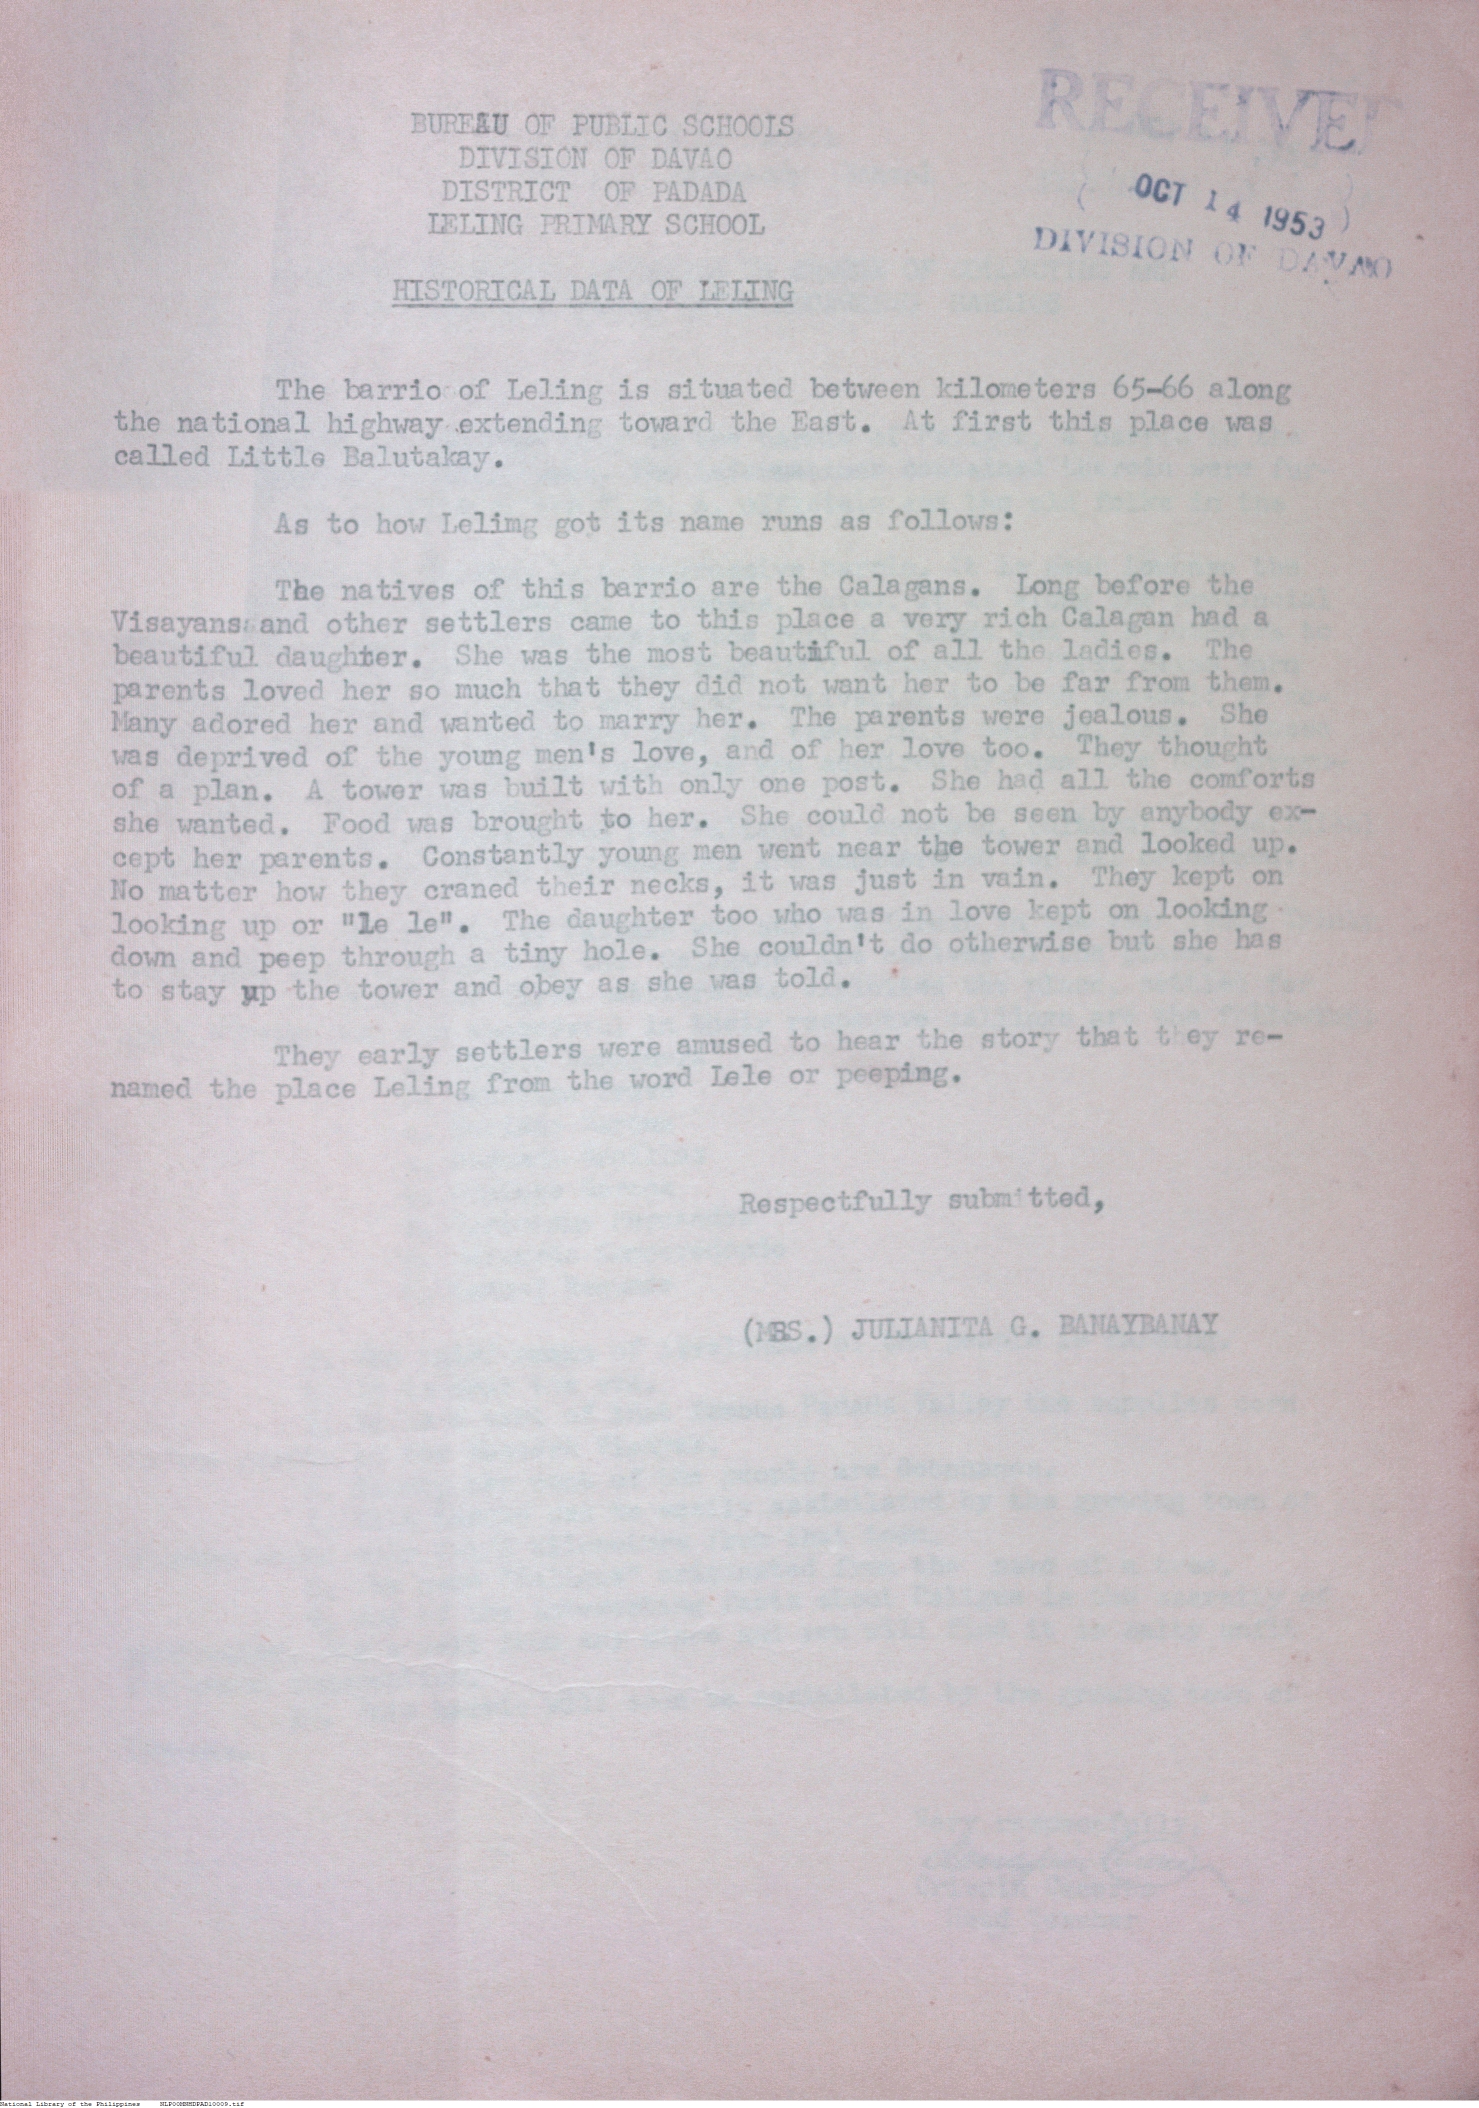 BUREAU OF PUBLIC SCHOOLS
DIVISION OF DAVAO
DISTRICT OF PADADA
LELING PRIMARY SCHOOL
RECEIVED
OCT 14 1953
DIVISION OF DAVAO
HISTORICAL DATA OF LELING
The barrio of Leling is situated between kilometers 65-66 along
the national highway extending toward the East. At first this place was
called Little Balutakay.
As to how Lelimg got its name runs as follows:
The natives of this barrio are the Calagans. Long before the
Visayans and other settlers came to this place a very rich Calagan had a
beautiful daughter. She was the most beautiful of all the ladies. The
parents loved her so much that they did not want her to be far from them.
Many adored her and wanted to marry her. The parents were jealous. She
was deprived of the young men's love, and of her love too. They thought
of a plan. A tower was built with only one post. She had all the comforts
she wanted. Food was brought to her. She could not be seen by anybody ex-
cept her parents. Constantly young men went near the tower and looked up.
No matter how they craned their necks, it was just in vain. They kept on
looking up or "le le". The daughter too who was in love kept on looking
down and peep through a tiny hole. She couldn't do otherwise but she has
to stay up the tower and obey as she was told.
They early settlers were amused to hear the story that they re-
named the place Leling from the word Lele or peeping.
Respectfully submitted,
(MRS.) JULIANITA G. BANAYBANAY
National Library of the Philippines NLPOOMNHDPAD10009.tif